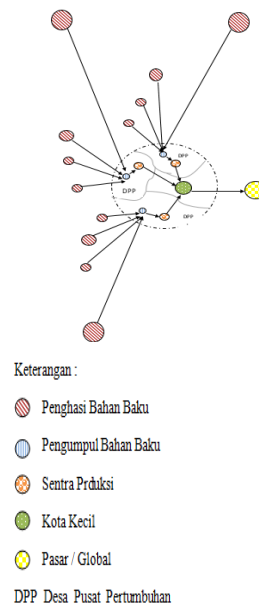 DPP
DPP
DPP
Keterangan :
Penghasi Bahan Baku
Pengumpul Bahan Baku
Sentra Prduksi
Kota Kecil
Pasar / Global
DPP Desa Pusat Pertumbuhan